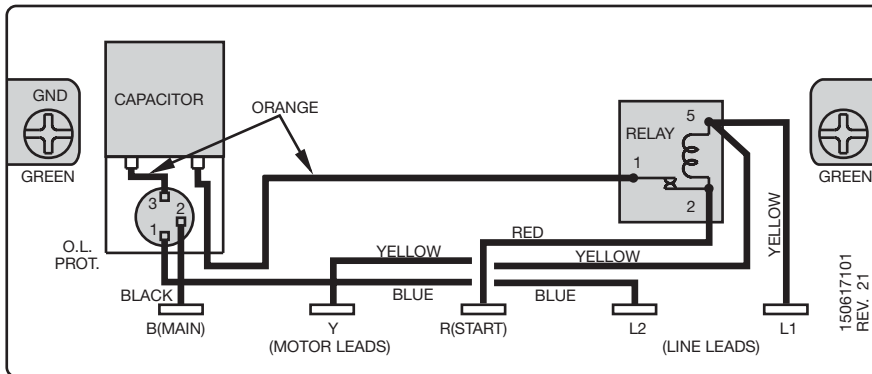 GND
CAPACITOR
ORANGE
GREEN
3
2
1
O.L.
PROT.
RELAY
5
1
2
GREEN
RED
YELLOW
YELLOW
YELLOW
BLUE
BLUE
BLACK
B(MAIN)
Y
R(START)
L2
L1
(MOTOR LEADS)
(LINE LEADS)
150617101
REV. 21